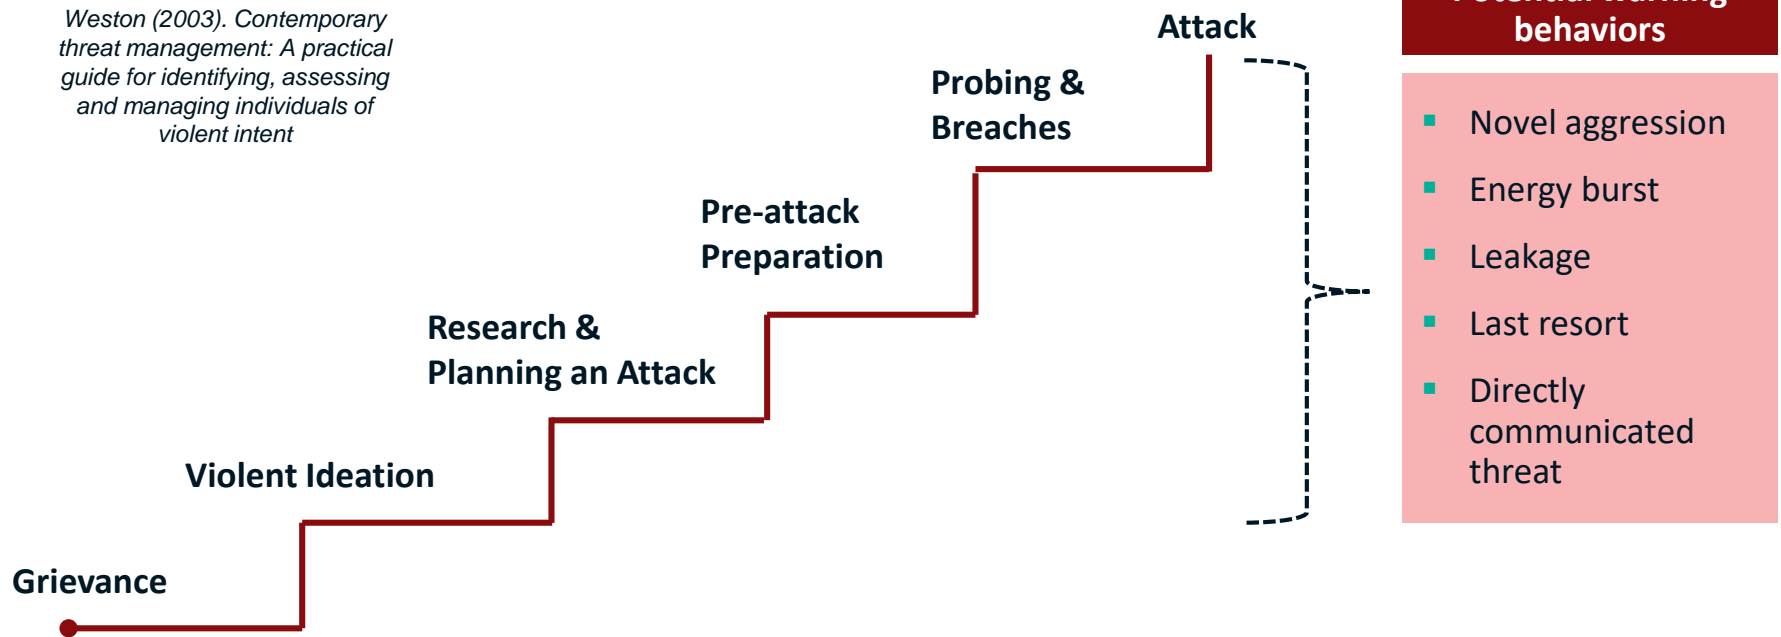 Weston (2003). Contemporary
threat management: A practical
guide for identifying, assessing
and managing individuals of
violent intent
Attack
Probing &
Breaches
Pre-attack
Preparation
Research &
Planning an Attack
Violent Ideation
Grievance
Potential warning
behaviors
▪ Novel aggression
▪ Energy burst
▪ Leakage
▪ Last resort
▪ Directly
communicated
threat